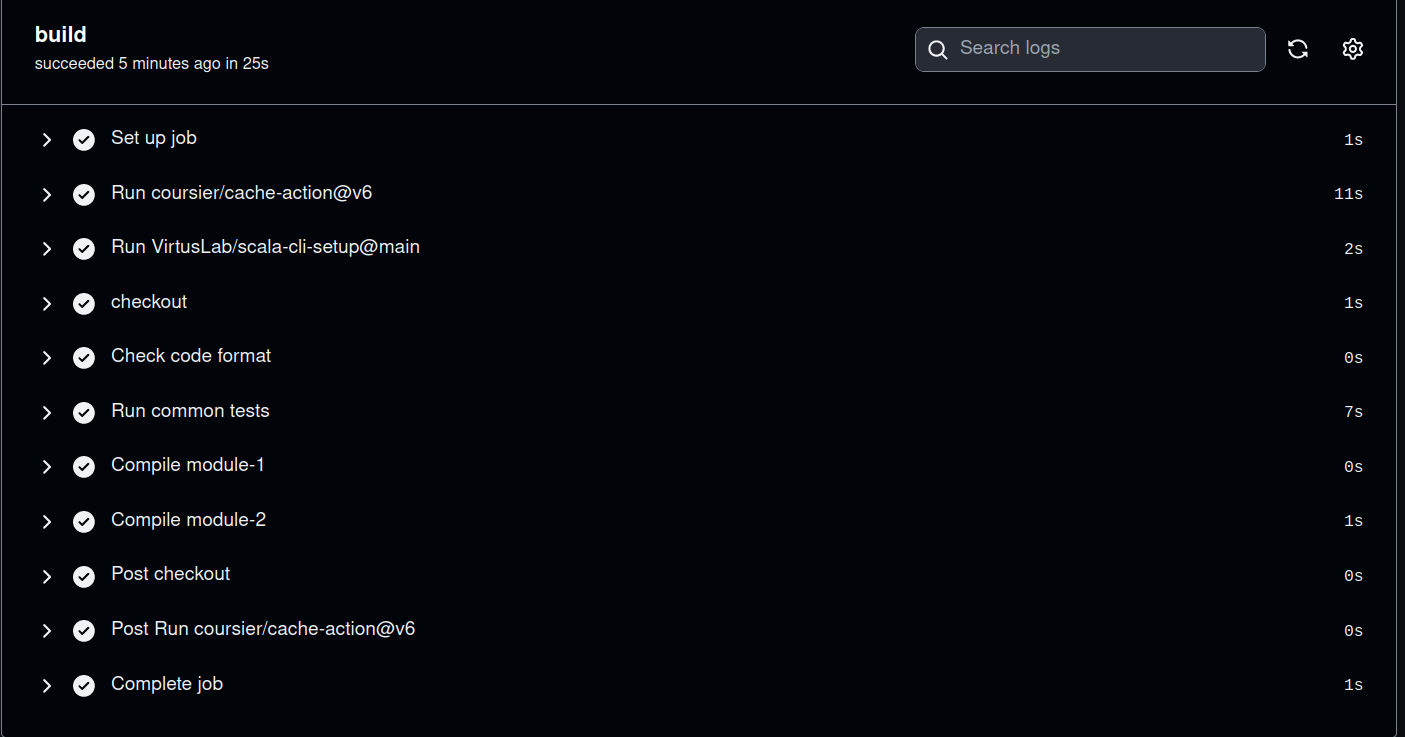 build
succeeded 5 minutes ago in 25s
Search logs
Set up job 1s
Run coursier/cache-action@v6 11s
Run VirtusLab/scala-cli-setup@main 2s
checkout 1s
Check code format 0s
Run common tests 7s
Compile module-1 0s
Compile module-2 1s
Post checkout 0s
Post Run coursier/cache-action@v6 0s
Complete job 1s